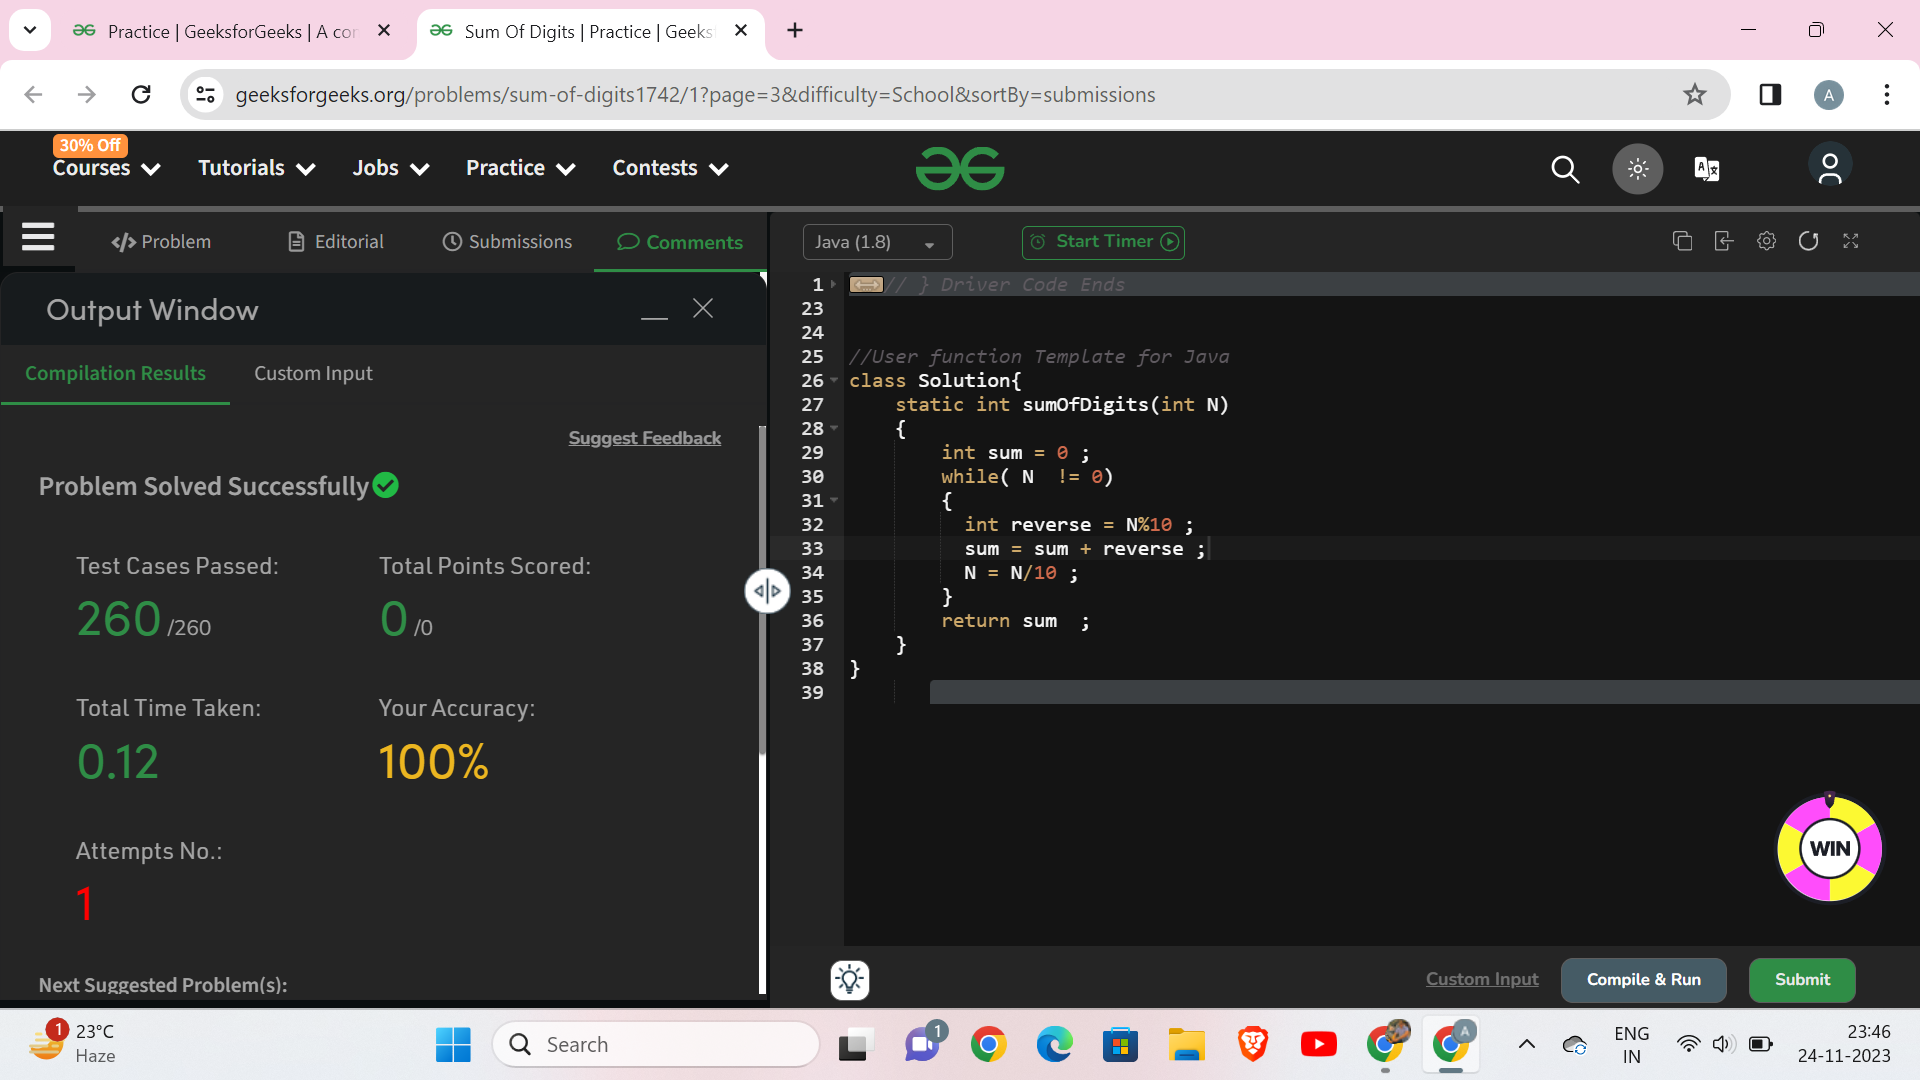 Practice | GeeksforGeeks | A cor
Sum Of Digits | Practice | Geeks
geeksforgeeks.org/problems/sum-of-digits1742/1?page=3&difficulty=School&sortBy=submissions
A
30% Off
Courses
Tutorials
Jobs
Practice
Contests
Problem
Editorial
Submissions
Comments
Java (1.8)
Start Timer
Output Window
Compilation Results
Custom Input
Suggest Feedback
Problem Solved Successfully
Test Cases Passed:
Total Points Scored:
260 /260
0 /0
Total Time Taken:
Your Accuracy:
0.12
100%
Attempts No.:
1
Next Suggested Problem(s):
1 // } Driver Code Ends
23
24
25 //User function Template for Java
26 class Solution{
27 static int sumOfDigits(int N)
28 {
29 int sum = 0 ;
30 while( N  != 0)
31 {
32 int reverse = N%10 ;
33 sum = sum + reverse ;
34 N = N/10 ;
35 }
36 return sum  ;
37 }
38 }
39
WIN
Custom Input
Compile & Run
Submit
1
23°C
Haze
Search
1
A
ENG
IN
23:46
24-11-2023